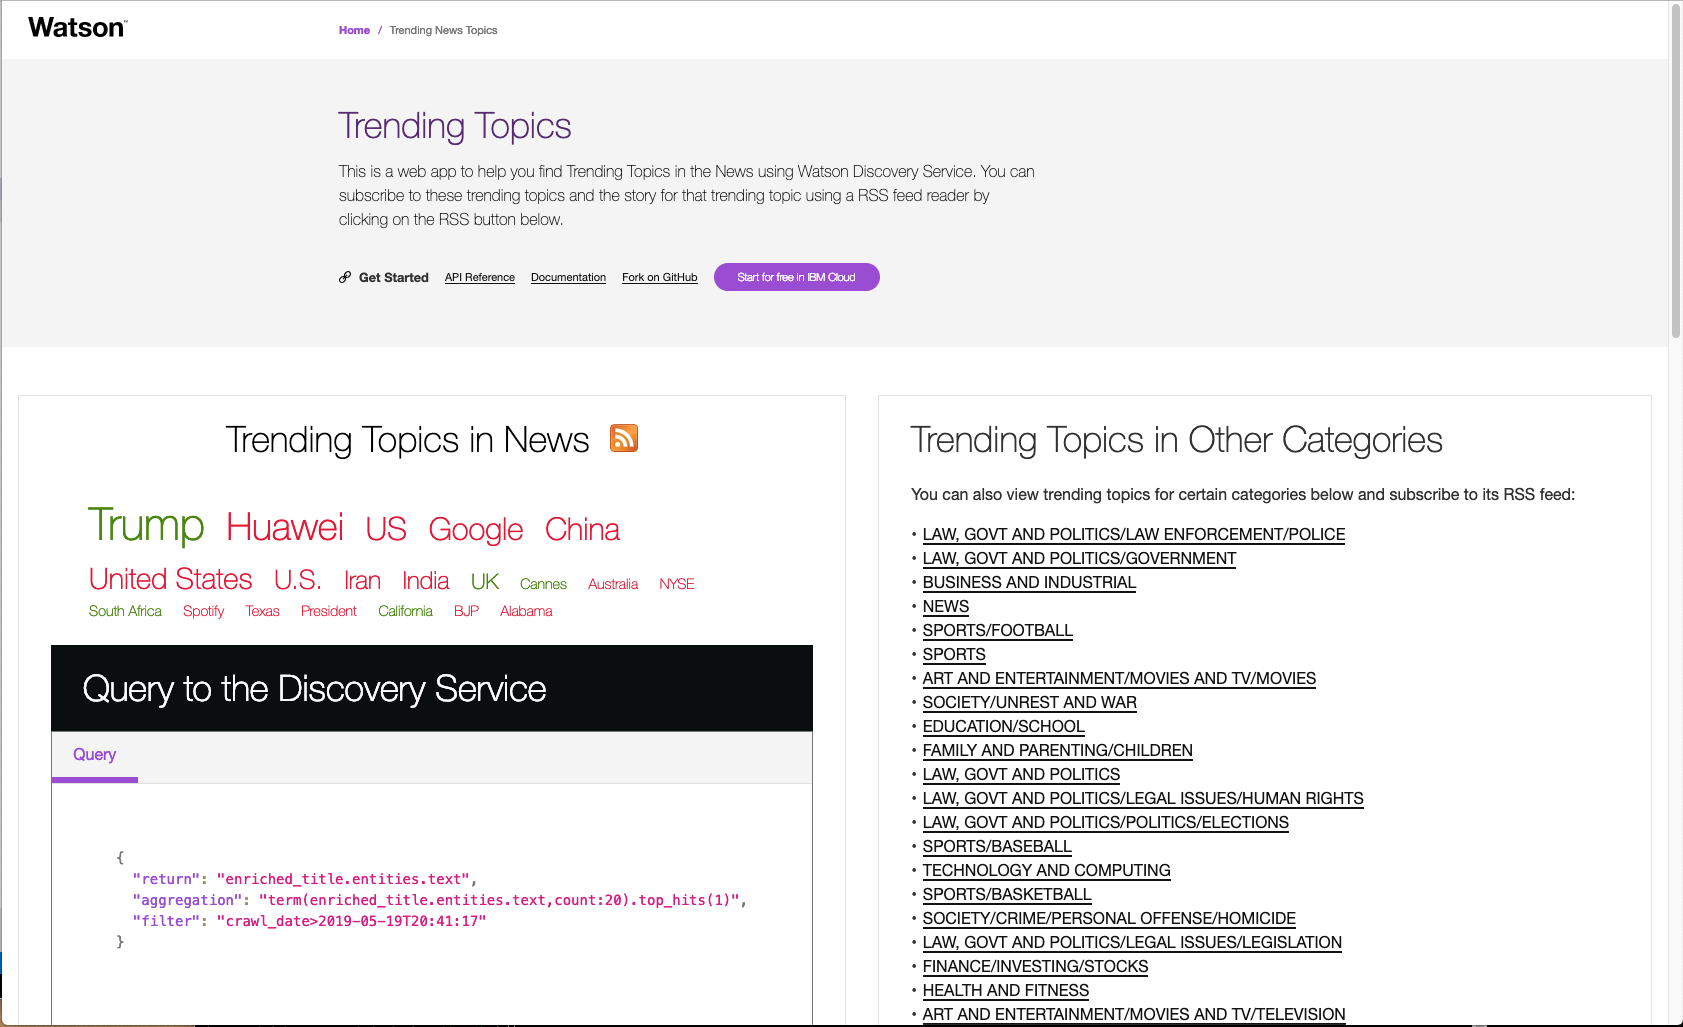 Watson™
Home / Trending News Topics
Trending Topics
This is a web app to help you find Trending Topics in the News using Watson Discovery Service. You can
subscribe to these trending topics and the story for that trending topic using a RSS feed reader by
clicking on the RSS button below.
Get Started API Reference Documentation Fork on GitHub Start for free in IBM Cloud
Trending Topics in News
Trump Huawei US Google China
United States U.S. Iran India UK Cannes Australia NYSE
South Africa Spotify Texas President California BJP Alabama
Query to the Discovery Service
Query
{
"return": "enriched_title.entities.text",
"aggregation": "term(enriched_title.entities.text,count:20).top_hits(1)",
"filter": "crawl_date>2019-05-19T20:41:17"
}
Trending Topics in Other Categories
You can also view trending topics for certain categories below and subscribe to its RSS feed:
• LAW, GOVT AND POLITICS/LAW ENFORCEMENT/POLICE
• LAW, GOVT AND POLITICS/GOVERNMENT
• BUSINESS AND INDUSTRIAL
• NEWS
• SPORTS/FOOTBALL
• SPORTS
• ART AND ENTERTAINMENT/MOVIES AND TV/MOVIES
• SOCIETY/UNREST AND WAR
• EDUCATION/SCHOOL
• FAMILY AND PARENTING/CHILDREN
• LAW, GOVT AND POLITICS
• LAW, GOVT AND POLITICS/LEGAL ISSUES/HUMAN RIGHTS
• LAW, GOVT AND POLITICS/POLITICS/ELECTIONS
• SPORTS/BASEBALL
• TECHNOLOGY AND COMPUTING
• SPORTS/BASKETBALL
• SOCIETY/CRIME/PERSONAL OFFENSE/HOMICIDE
• LAW, GOVT AND POLITICS/LEGAL ISSUES/LEGISLATION
• FINANCE/INVESTING/STOCKS
• HEALTH AND FITNESS
• ART AND ENTERTAINMENT/MOVIES AND TV/TELEVISION